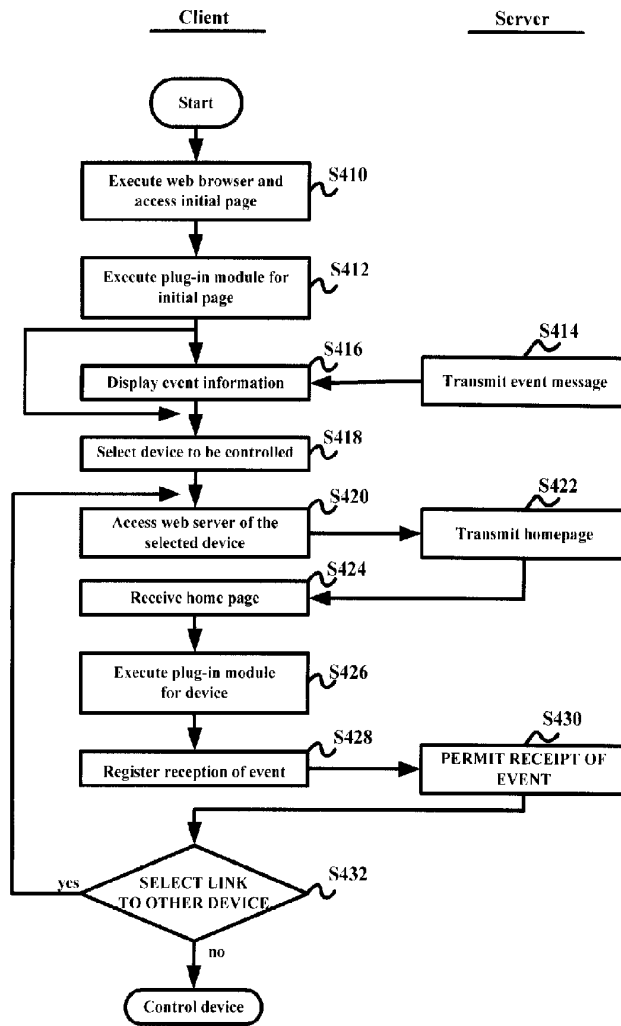 Client
Server
Start
S410
Execute web browser and
access initial page
S412
Execute plug-in module for
initial page
S416
Display event information
S414
Transmit event message
S418
Select device to be controlled
S420
Access web server of the
selected device
S422
Transmit homepage
S424
Receive home page
S426
Execute plug-in module
for device
S428
Register reception of event
S430
PERMIT RECEIPT OF
EVENT
S432
SELECT LINK
TO OTHER DEVICE
yes
no
Control device